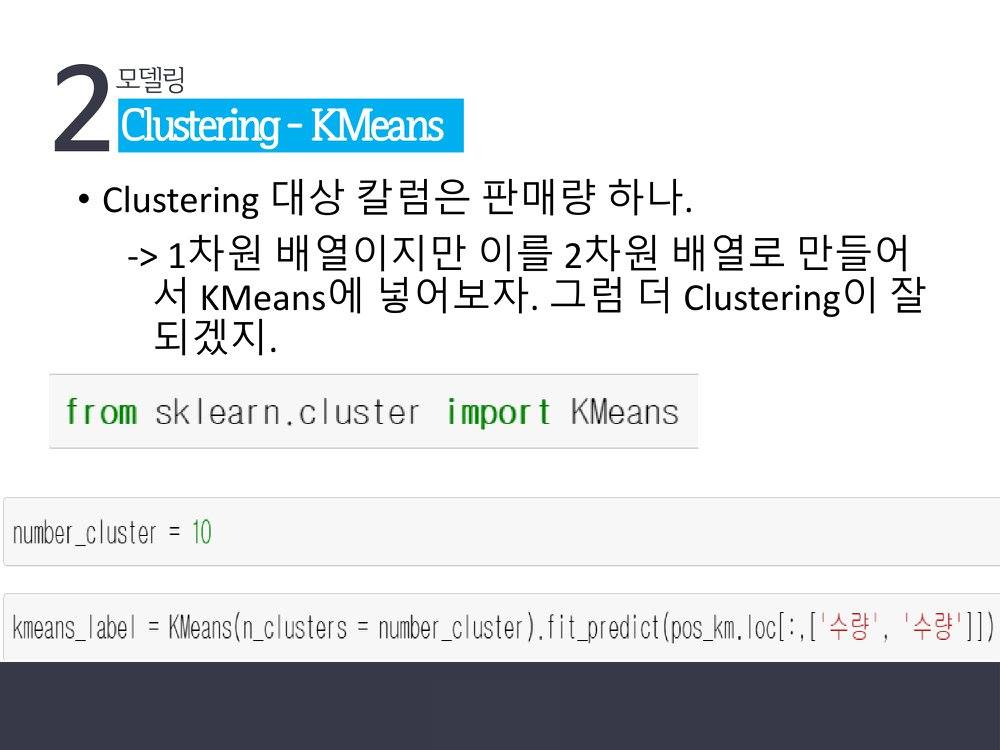 2
모델링
Clustering - KMeans
• Clustering 대상 칼럼은 판매량 하나.
-> 1차원 배열이지만 이를 2차원 배열로 만들어
서 KMeans에 넣어보자. 그럼 더 Clustering이 잘
되겠지.
from sklearn.cluster import KMeans
number_cluster = 10
kmeans_label = KMeans(n_clusters = number_cluster).fit_predict(pos_km.loc[:,['수량', '수량']])